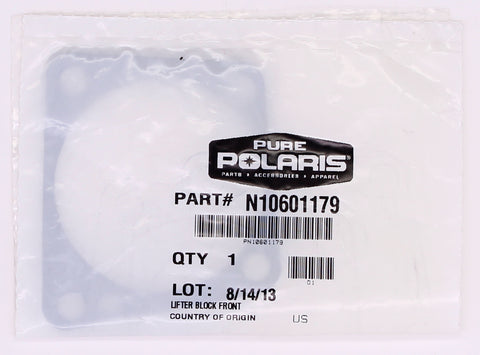 PURE
POLARIS
PARTS • ACCESSORIES • APPAREL
PART# N10601179
PN10601179
QTY 1
01
LOT: 8/14/13
LIFTER BLOCK FRONT
COUNTRY OF ORIGIN US